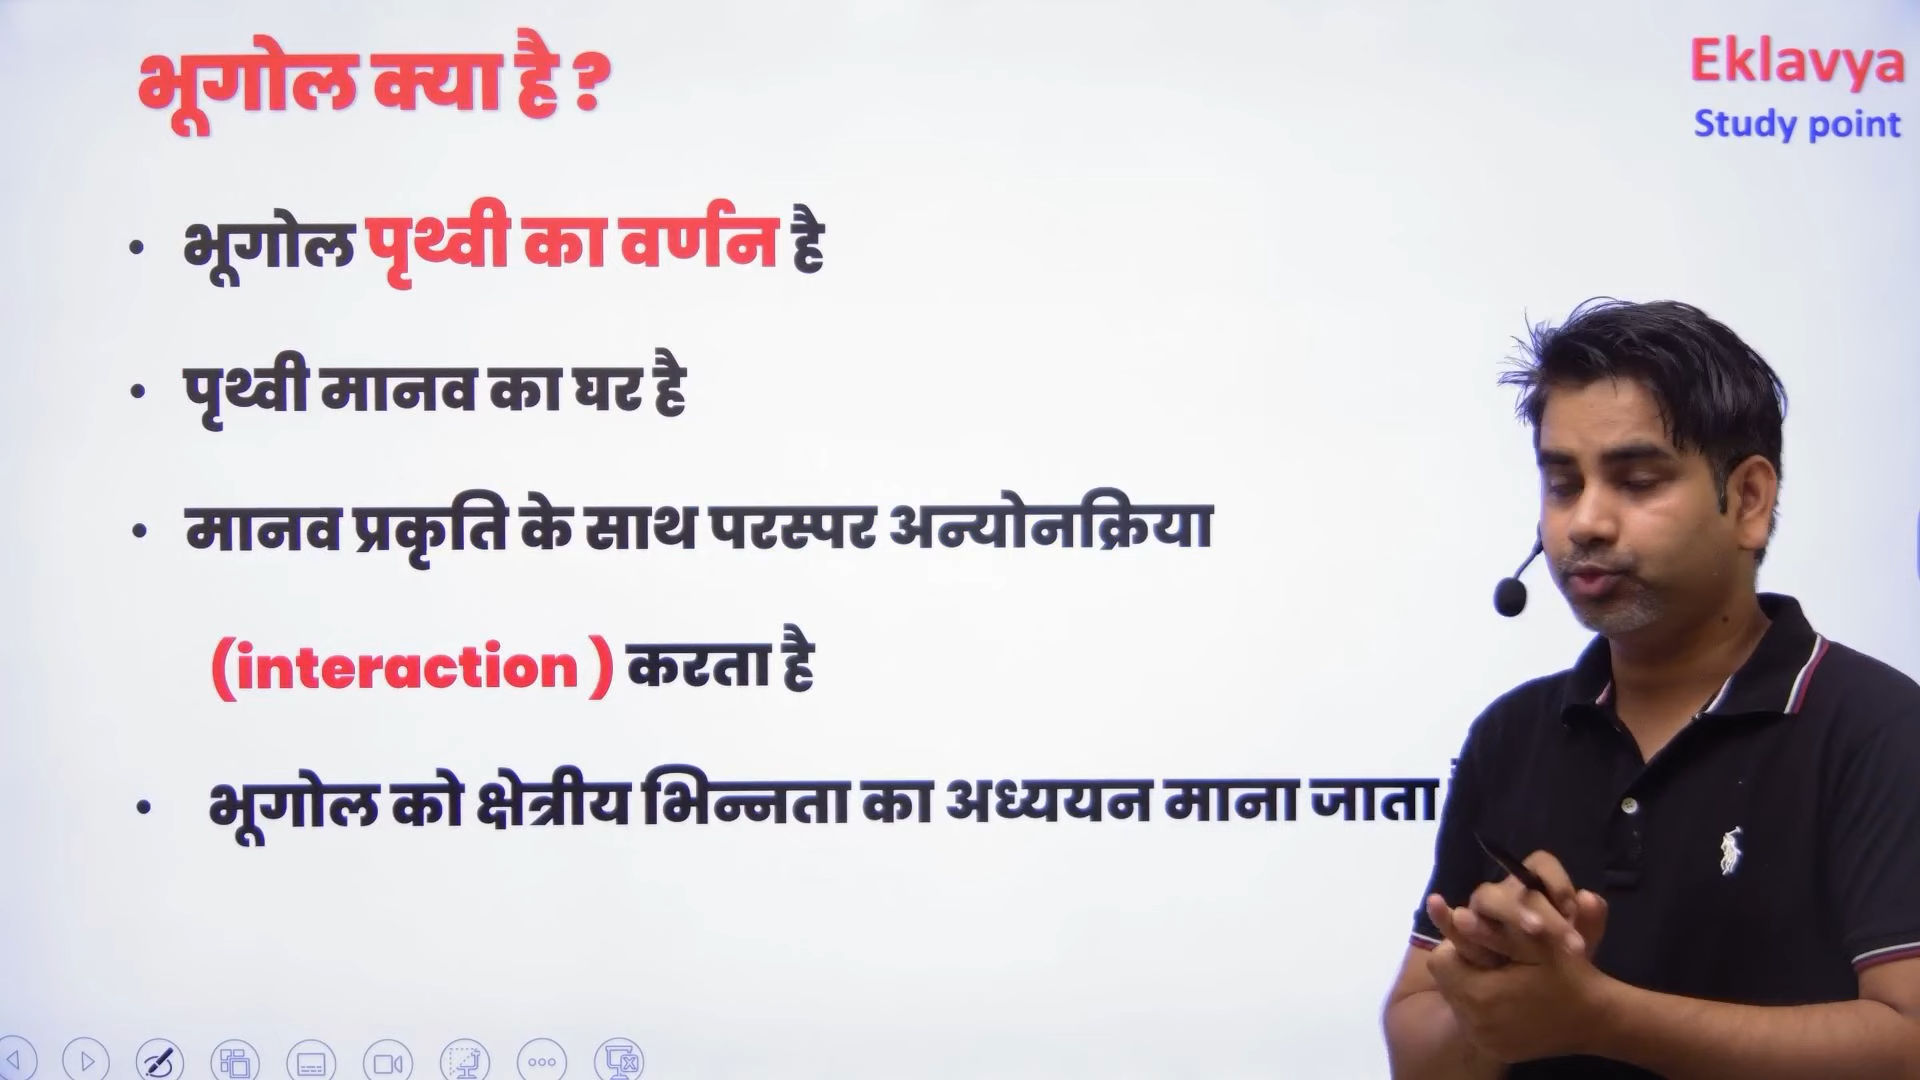 भूगोल क्या है ?
Eklavya
Study point
• भूगोल पृथ्वी का वर्णन है
• पृथ्वी मानव का घर है
• मानव प्रकृति के साथ परस्पर अन्योनक्रिया
(interaction ) करता है
• भूगोल को क्षेत्रीय भिन्नता का अध्ययन माना जाता